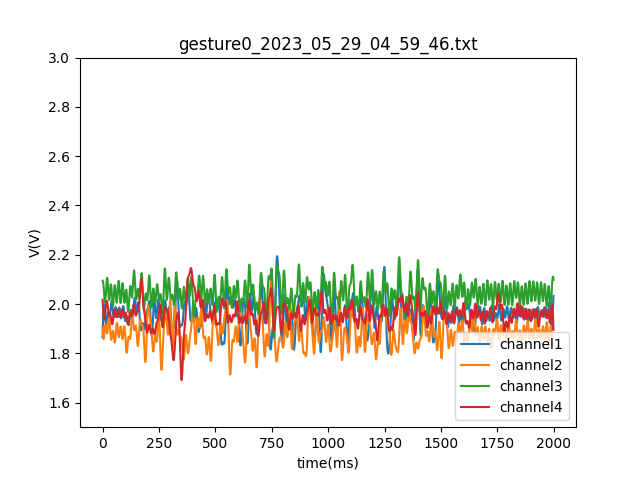 gesture0_2023_05_29_04_59_46.txt
3.0
2.8
2.6
2.4
2.2
2.0
1.8
1.6
V(V)
channel1
channel2
channel3
channel4
0 250 500 750 1000 1250 1500 1750 2000
time(ms)